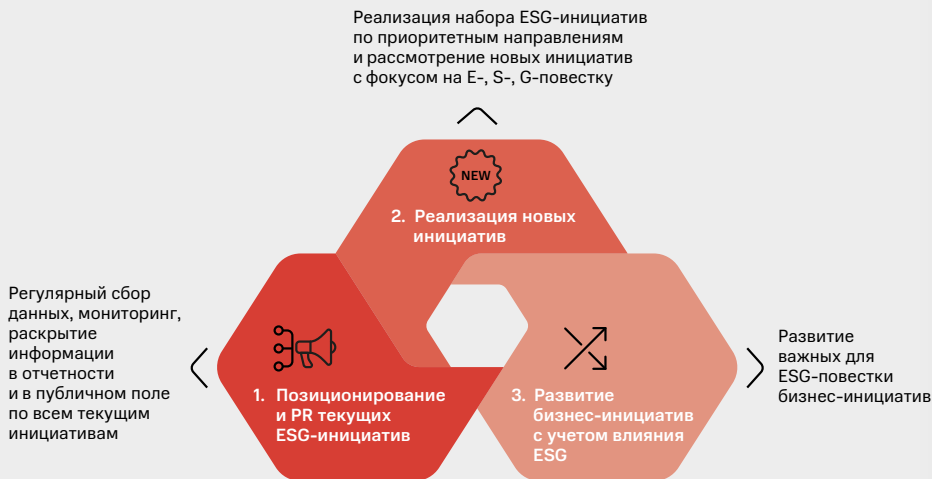 Реализация набора ESG-инициатив
по приоритетным направлениям
и рассмотрение новых инициатив
с фокусом на E-, S-, G-повестку
NEW
2. Реализация новых
инициатив
Регулярный сбор
данных, мониторинг,
раскрытие
информации
в отчетности
и в публичном поле
по всем текущим
инициативам
1. Позиционирование
и PR текущих
ESG-инициатив
3. Развитие
бизнес-инициатив
с учетом влияния
ESG
Развитие
важных для
ESG-повестки
бизнес-инициатив